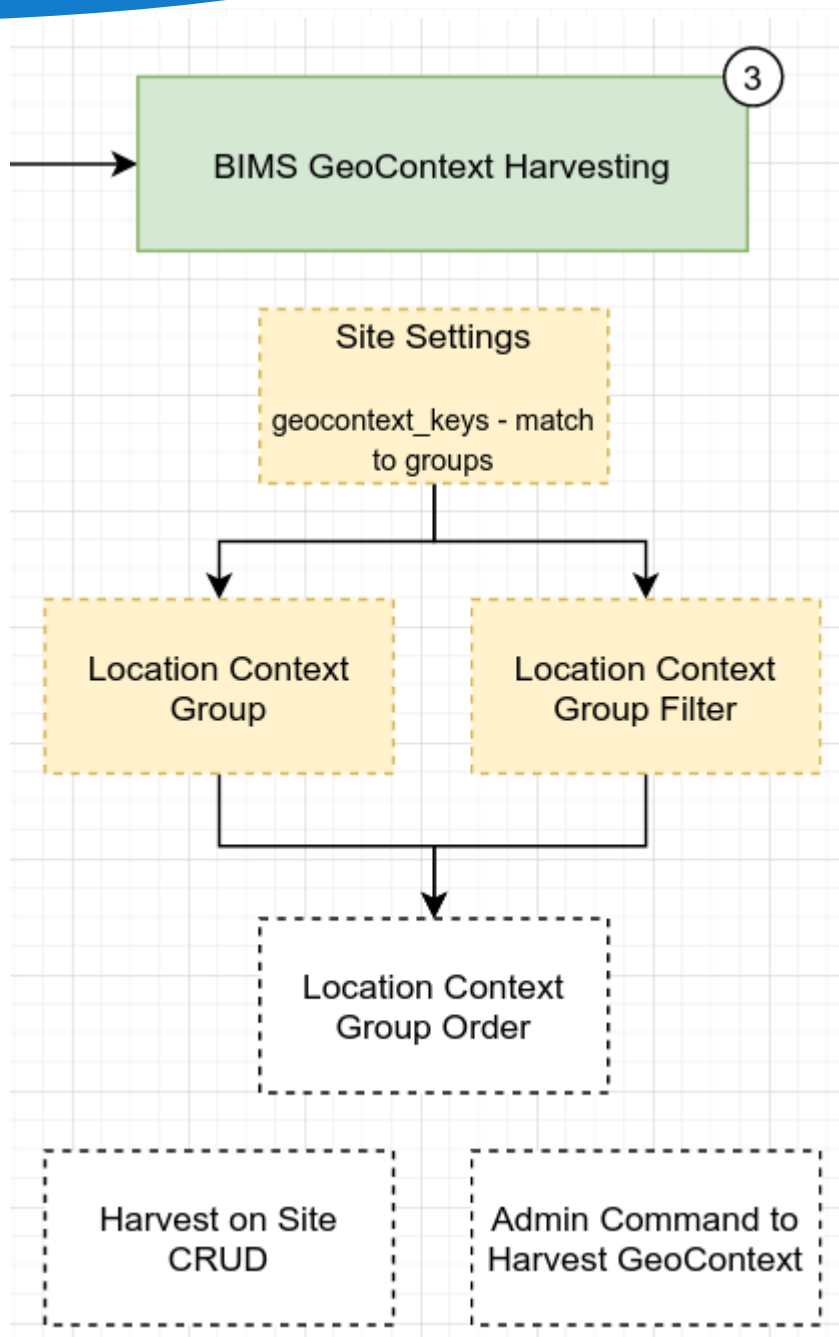 3
BIMS GeoContext Harvesting
Site Settings
geocontext_keys - match
to groups
Location Context
Group
Location Context
Group Filter
Location Context
Group Order
Harvest on Site
CRUD
Admin Command to
Harvest GeoContext